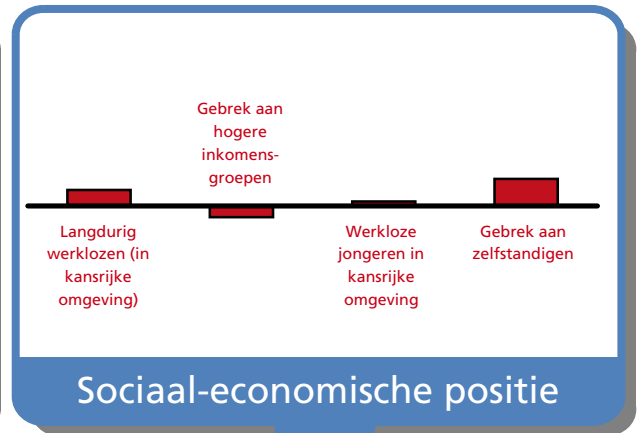 Gebrek aan
hogere
inkomens-
groepen
Langdurig
werklozen (in
kansrijke
omgeving)
Werkloze
jongeren in
kansrijke
omgeving
Gebrek aan
zelfstandigen
Sociaal-economische positie